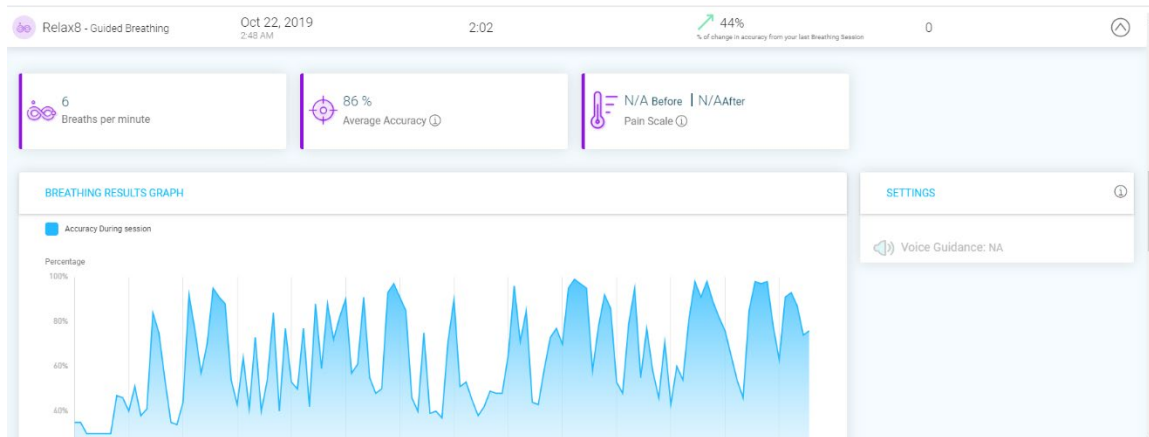 Relax8 - Guided Breathing
Oct 22, 2019
2:48 AM
2:02
44%
% of change in accuracy from your last Breathing Session
0
6
Breaths per minute
86 %
Average Accuracy
N/A Before | N/AAfter
Pain Scale
BREATHING RESULTS GRAPH
SETTINGS
Accuracy During session
Voice Guidance: NA
Percentage
100%
80%
60%
40%